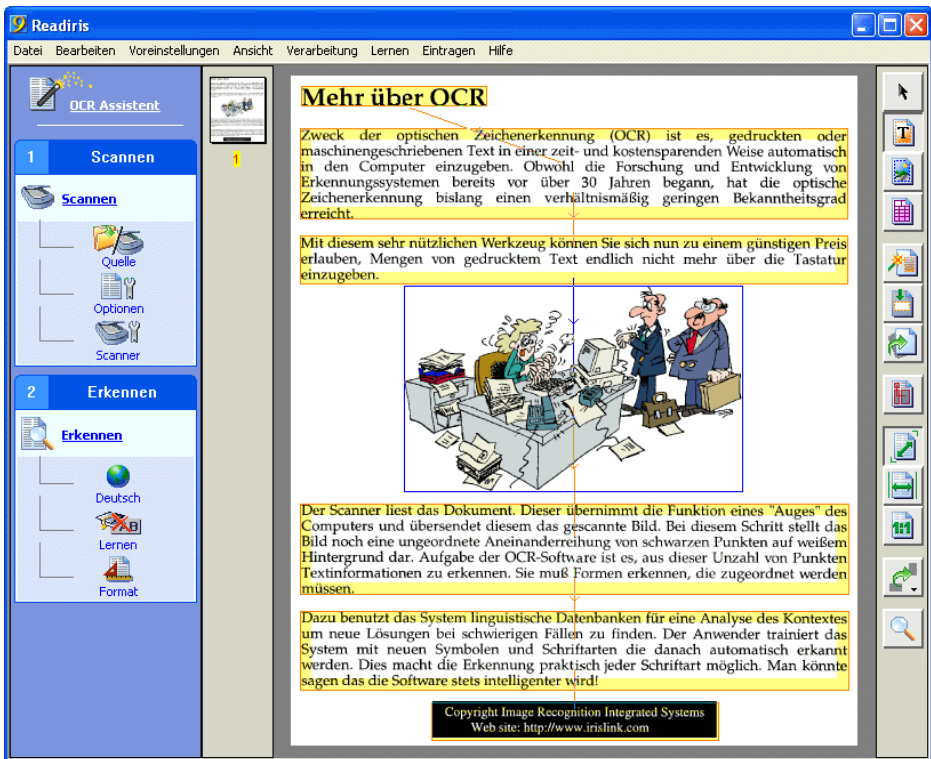 Readiris
Datei Bearbeiten Voreinstellungen Ansicht Verarbeitung Lernen Eintragen Hilfe
OCR Assistent
1 Scannen
Scannen
Quelle
Optionen
Scanner
2 Erkennen
Erkennen
Deutsch
Lernen
Format
1
Mehr über OCR
Zweck der optischen Zeichenerkennung (OCR) ist es, gedruckten oder
maschinengeschriebenen Text in einer zeit- und kostensparenden Weise automatisch
in den Computer einzugeben. Obwohl die Forschung und Entwicklung von
Erkennungssystemen bereits vor über 30 Jahren begann, hat die optische
Zeichenerkennung bislang einen verhältnismäßig geringen Bekanntheitsgrad
erreicht.
Mit diesem sehr nützlichen Werkzeug können Sie sich nun zu einem günstigen Preis
erlauben, Mengen von gedrucktem Text endlich nicht mehr über die Tastatur
einzugeben.
Der Scanner liest das Dokument. Dieser übernimmt die Funktion eines "Auges" des
Computers und übersendet diesem das gescannte Bild. Bei diesem Schritt stellt das
Bild noch eine ungeordnete Aneinanderreihung von schwarzen Punkten auf weißem
Hintergrund dar. Aufgabe der OCR-Software ist es, aus dieser Unzahl von Punkten
Textinformationen zu erkennen. Sie muß Formen erkennen, die zugeordnet werden
müssen.
Dazu benutzt das System linguistische Datenbanken für eine Analyse des Kontextes
um neue Lösungen bei schwierigen Fällen zu finden. Der Anwender trainiert das
System mit neuen Symbolen und Schriftarten die danach automatisch erkannt
werden. Dies macht die Erkennung praktisch jeder Schriftart möglich. Man könnte
sagen das die Software stets intelligenter wird!
Copyright Image Recognition Integrated Systems
Web site: http://www.irislink.com
T
1:1